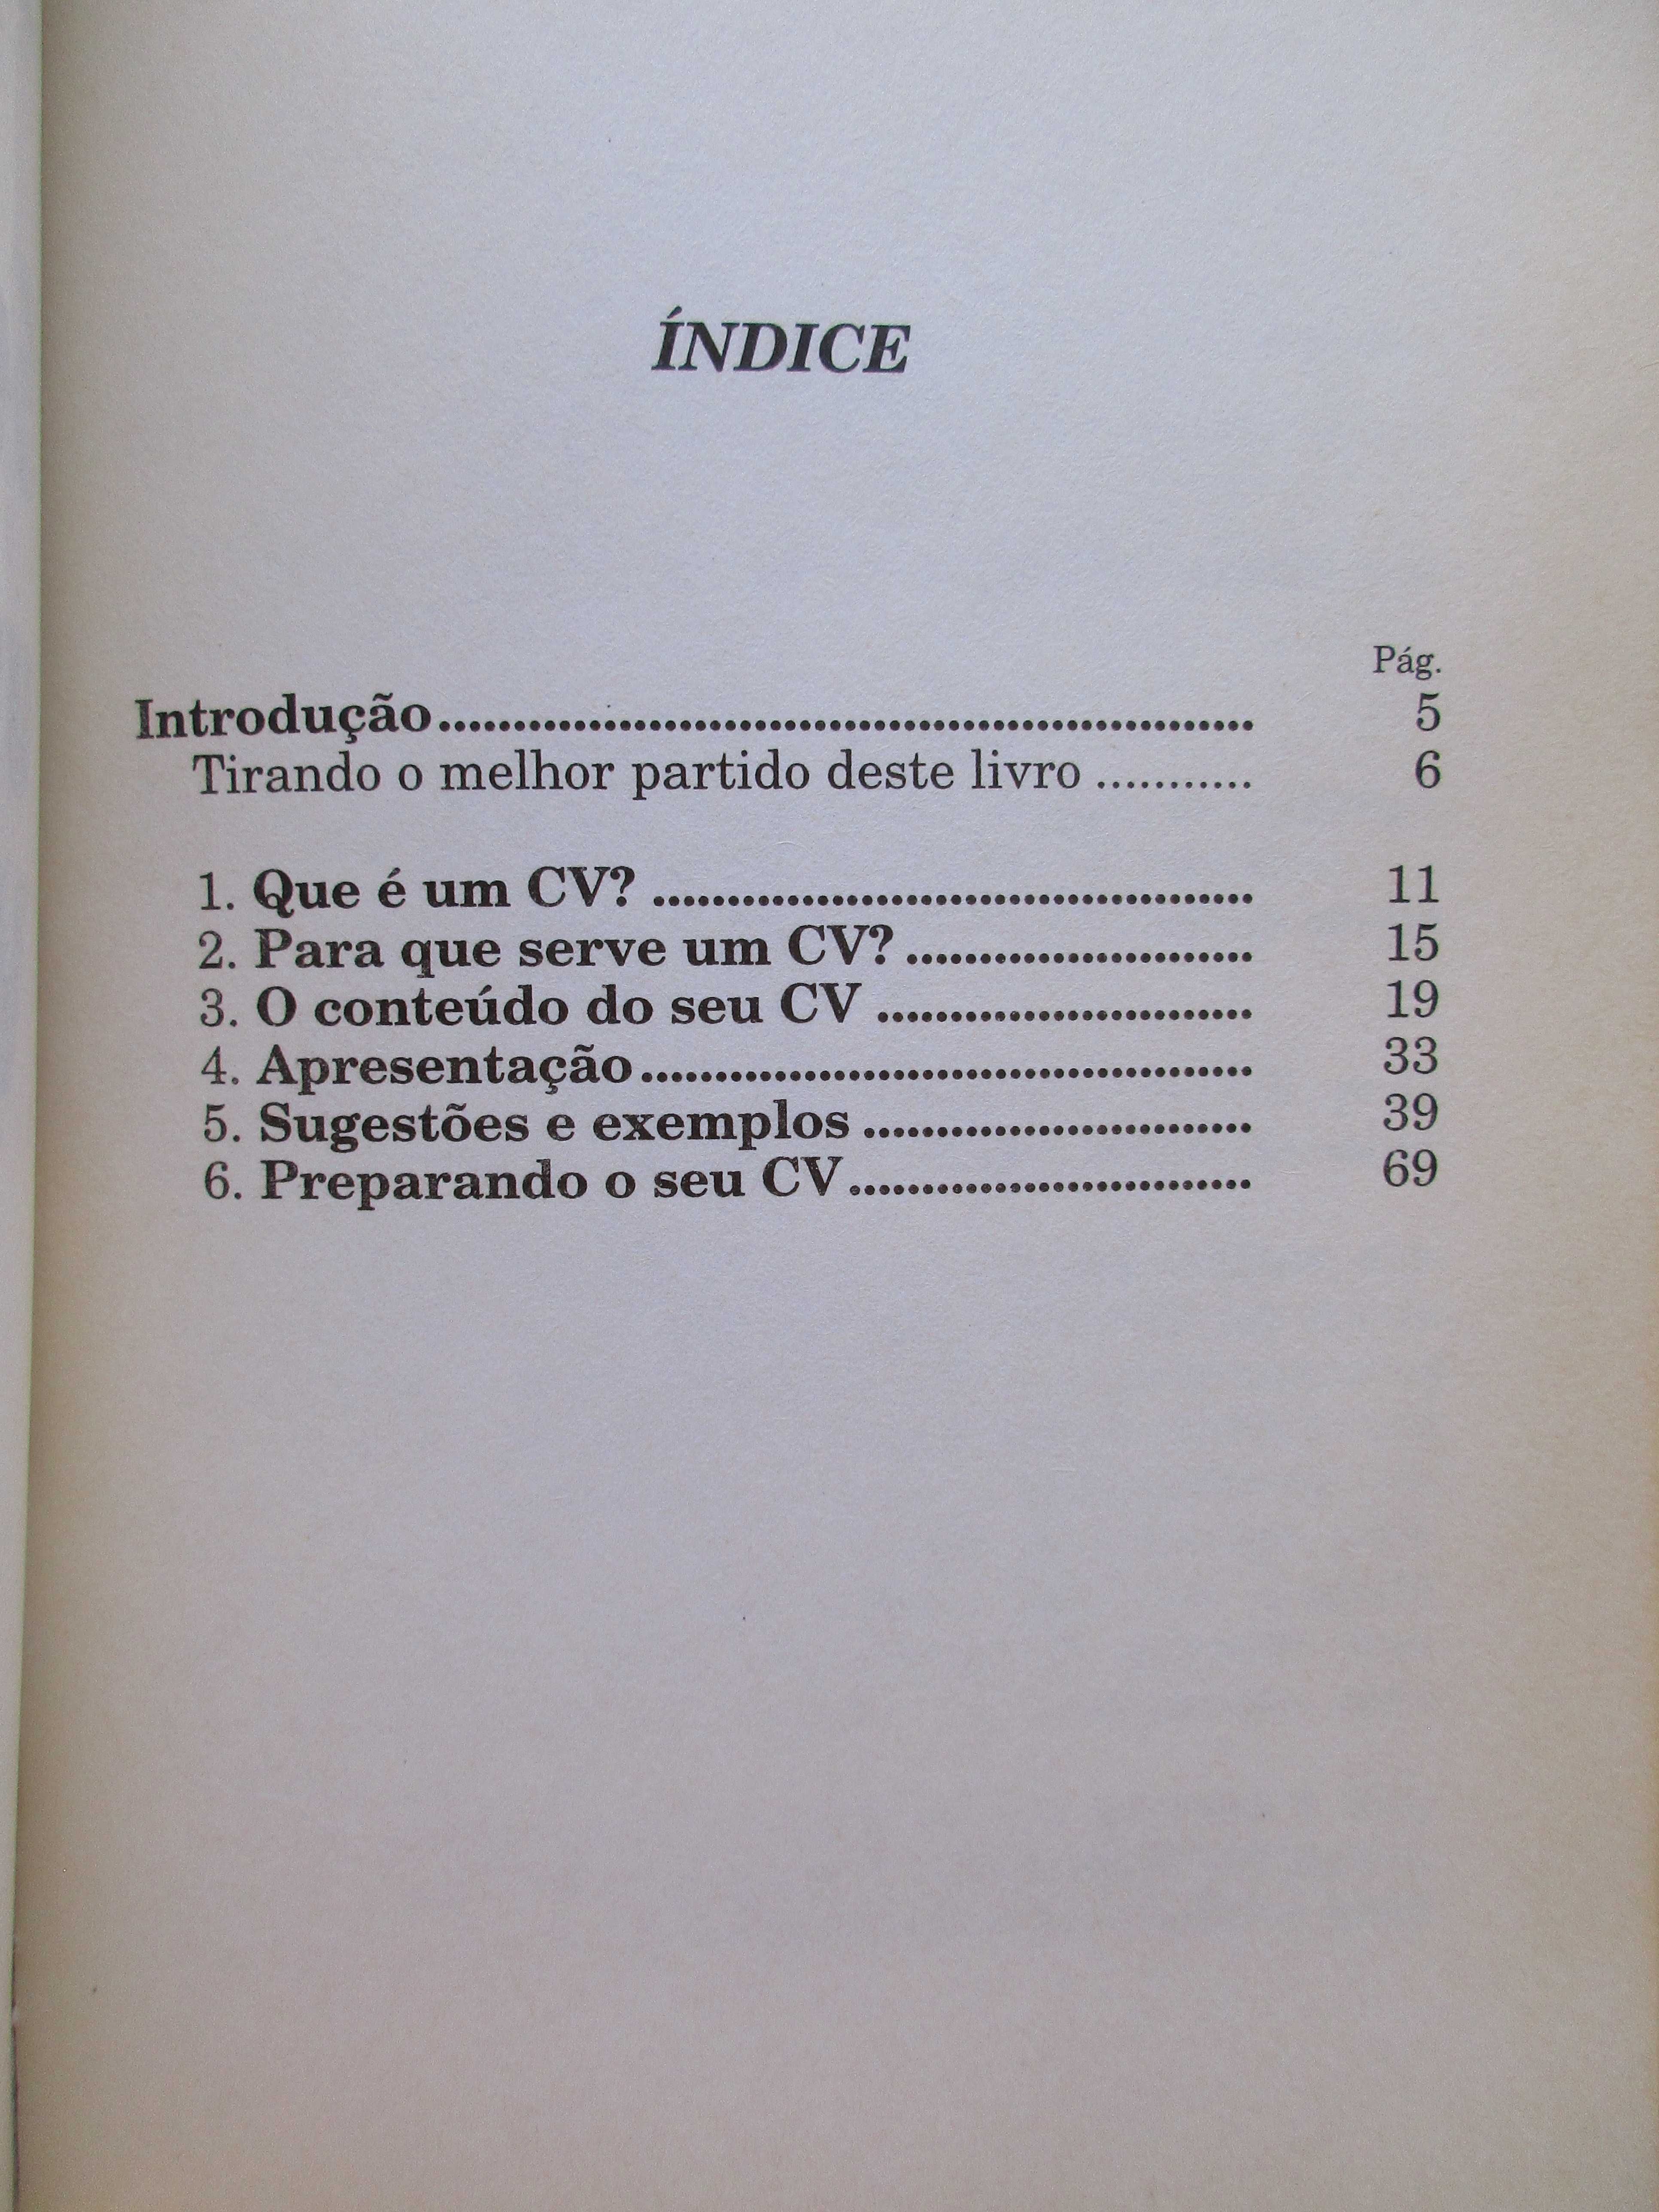 ÍNDICE
Pág.
Introdução........................................................ 5
Tirando o melhor partido deste livro ........... 6
1. Que é um CV? ......................................... 11
2. Para que serve um CV? ........................ 15
3. O conteúdo do seu CV .......................... 19
4. Apresentação.......................................... 33
5. Sugestões e exemplos ........................... 39
6. Preparando o seu CV............................ 69